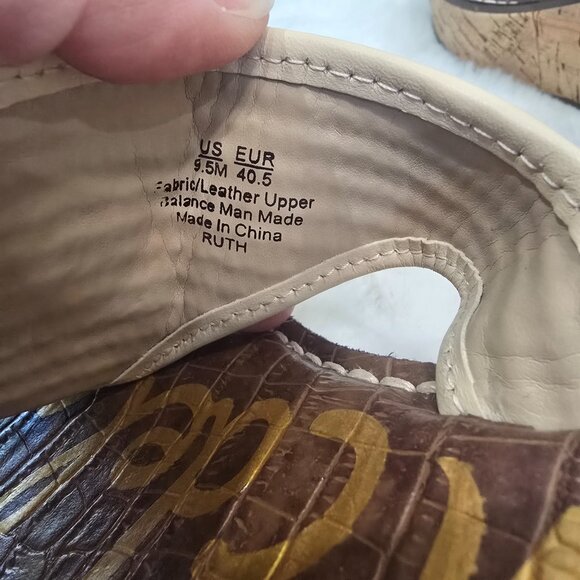 US EUR
9.5M 40.5
Fabric/Leather Upper
Balance Man Made
Made In China
RUTH